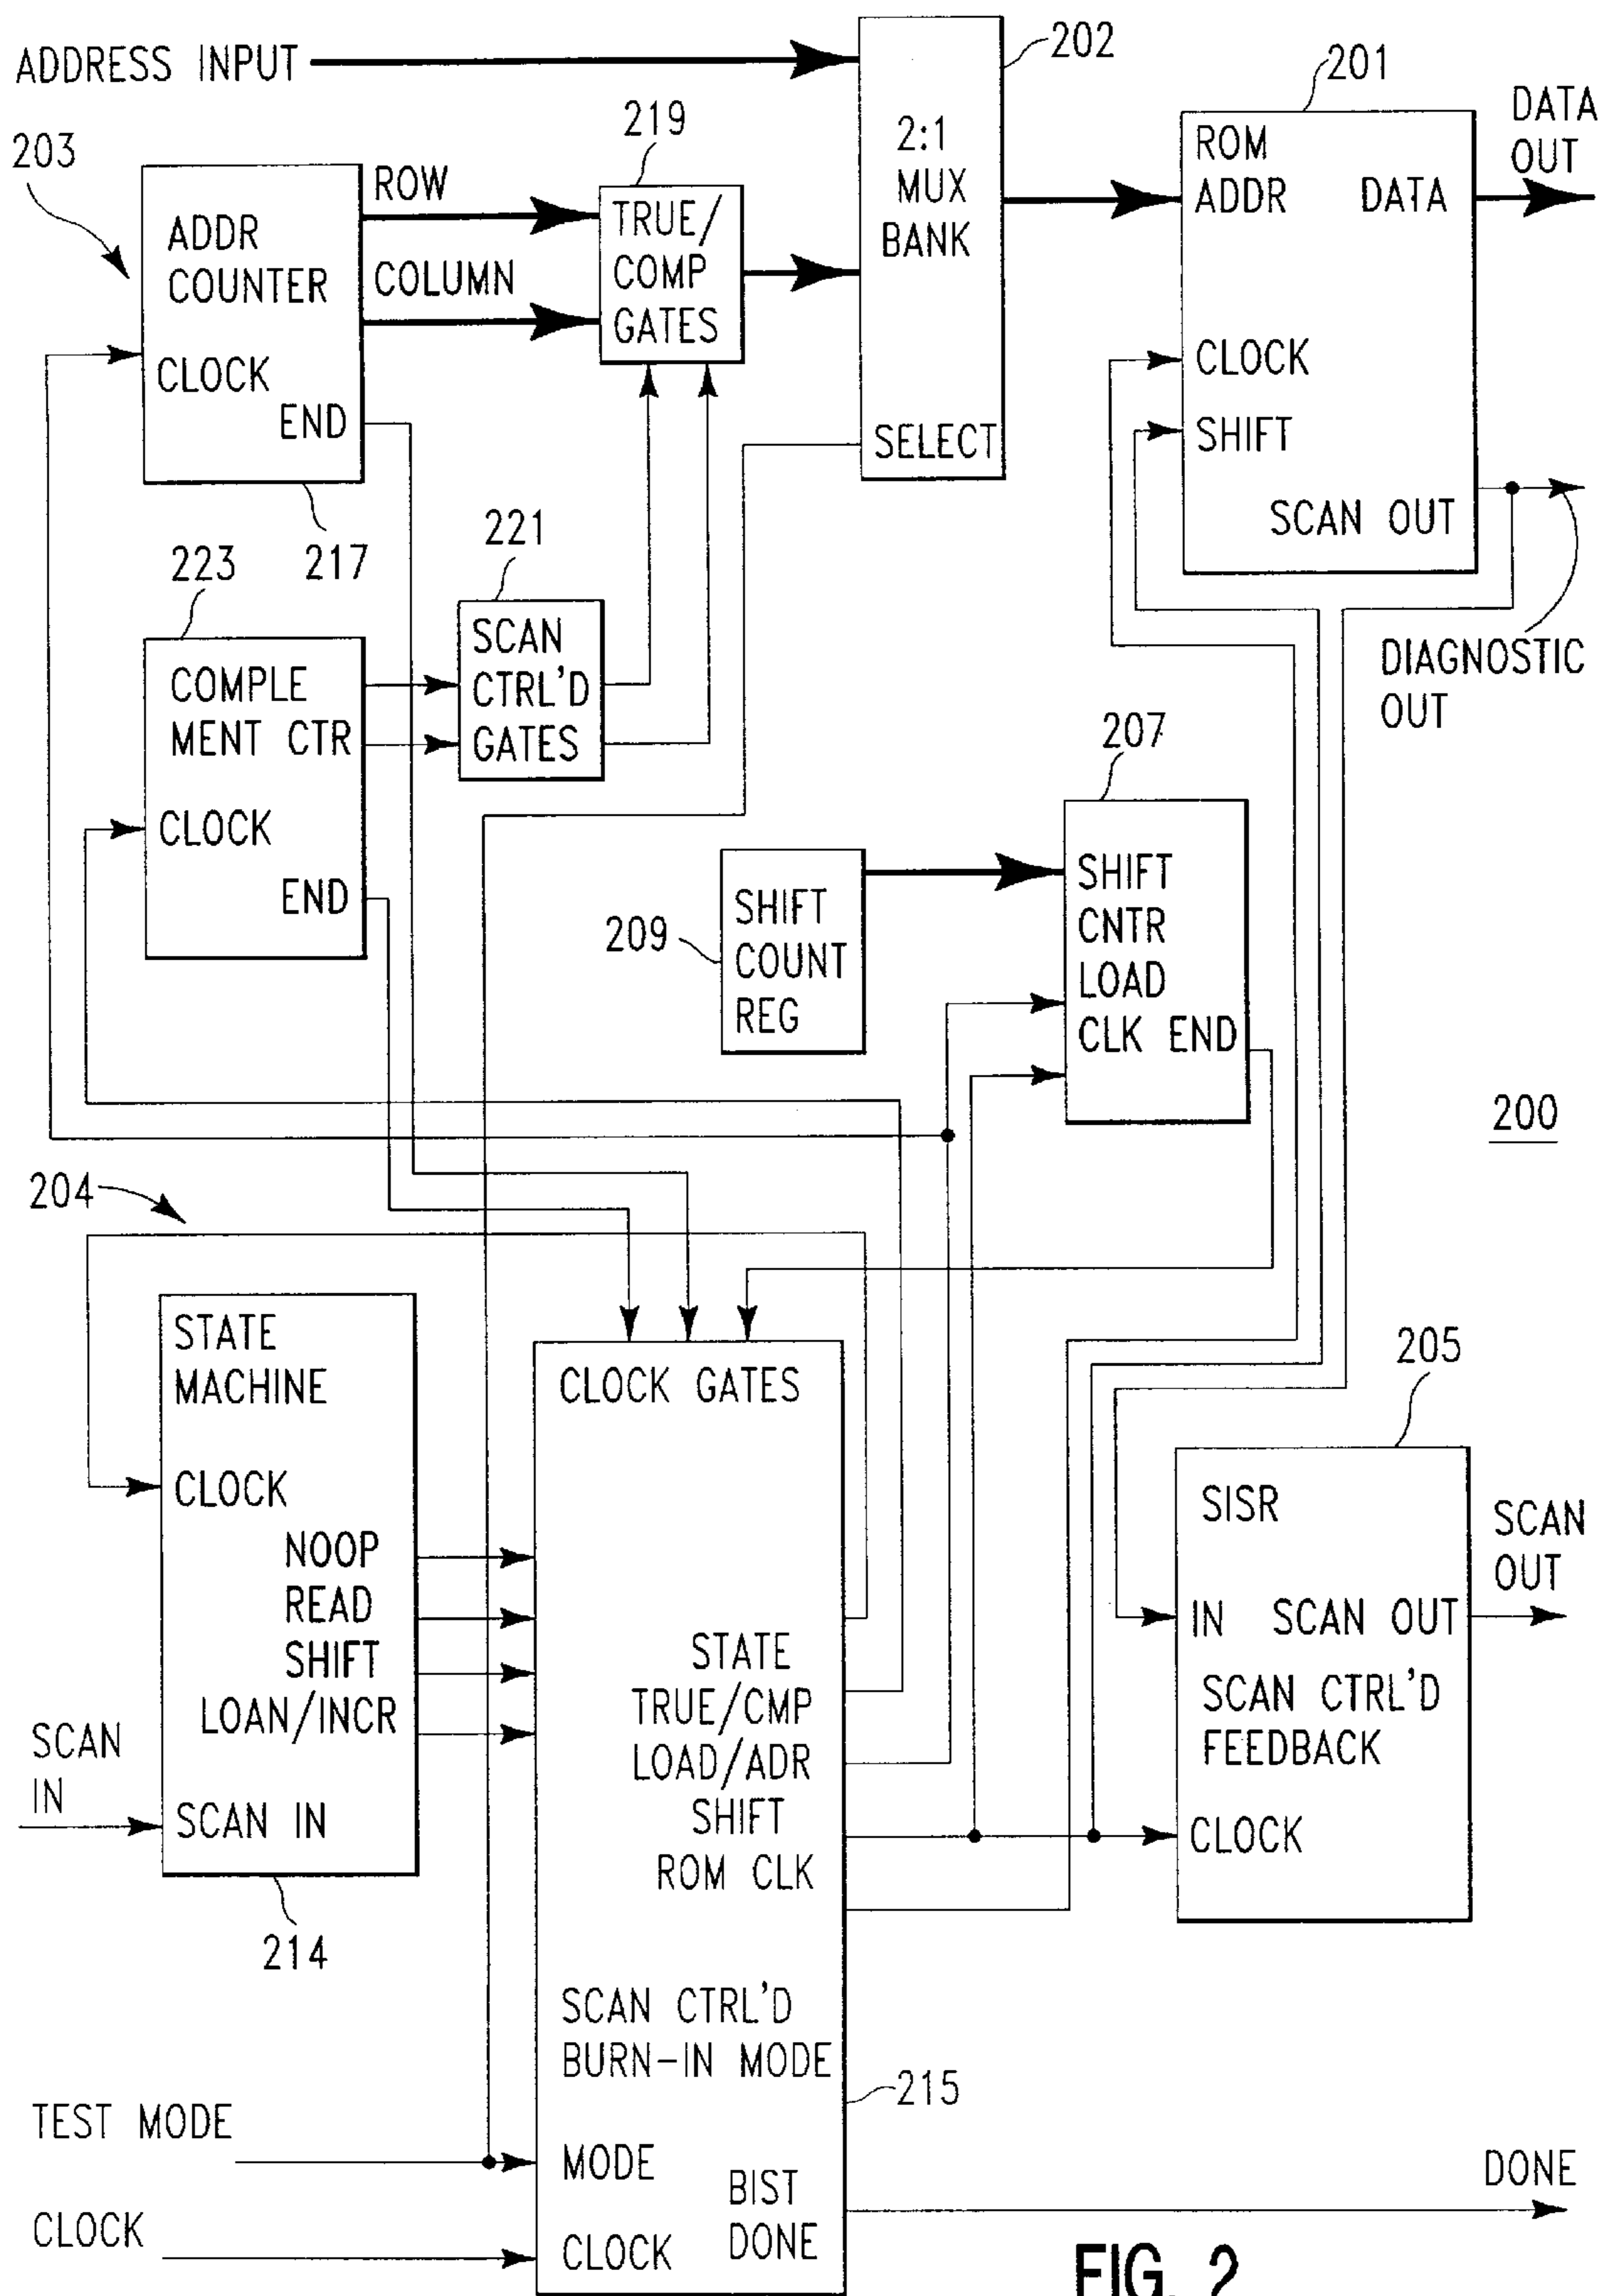 ADDRESS INPUT
203
ADDR
COUNTER
CLOCK
END
217
ROW
COLUMN
219
TRUE/
COMP
GATES
202
2:1
MUX
BANK
SELECT
201
ROM
ADDR
DATA
CLOCK
SHIFT
SCAN OUT
DATA
OUT
DIAGNOSTIC
OUT
223
COMPLE
MENT CTR
CLOCK
END
221
SCAN
CTRL'D
GATES
209
SHIFT
COUNT
REG
207
SHIFT
CNTR
LOAD
CLK END
200
204
STATE
MACHINE
CLOCK
NOOP
READ
SHIFT
LOAN/INCR
SCAN IN
SCAN
IN
214
CLOCK GATES
STATE
TRUE/CMP
LOAD/ADR
SHIFT
ROM CLK
SCAN CTRL'D
BURN-IN MODE
MODE
BIST
DONE
CLOCK
215
205
SISR
IN SCAN OUT
SCAN CTRL'D
FEEDBACK
CLOCK
SCAN
OUT
TEST MODE
CLOCK
DONE
FIG. 2